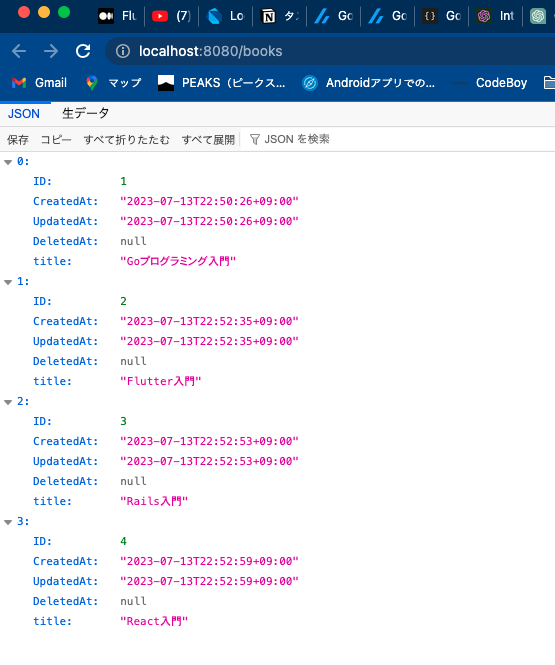 Flu (7) Lo タン Go Go Go Int
localhost:8080/books
Gmail マップ PEAKS（ピークス... Androidアプリでの... CodeBoy
JSON 生データ
保存 コピー すべて折りたたむ すべて展開 JSON を検索
0:
ID: 1
CreatedAt: "2023-07-13T22:50:26+09:00"
UpdatedAt: "2023-07-13T22:50:26+09:00"
DeletedAt: null
title: "Goプログラミング入門"
1:
ID: 2
CreatedAt: "2023-07-13T22:52:35+09:00"
UpdatedAt: "2023-07-13T22:52:35+09:00"
DeletedAt: null
title: "Flutter入門"
2:
ID: 3
CreatedAt: "2023-07-13T22:52:53+09:00"
UpdatedAt: "2023-07-13T22:52:53+09:00"
DeletedAt: null
title: "Rails入門"
3:
ID: 4
CreatedAt: "2023-07-13T22:52:59+09:00"
UpdatedAt: "2023-07-13T22:52:59+09:00"
DeletedAt: null
title: "React入門"